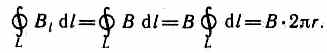 ∮_L B_l dl = ∮_L B dl = B ∮_L dl = B·2πr.